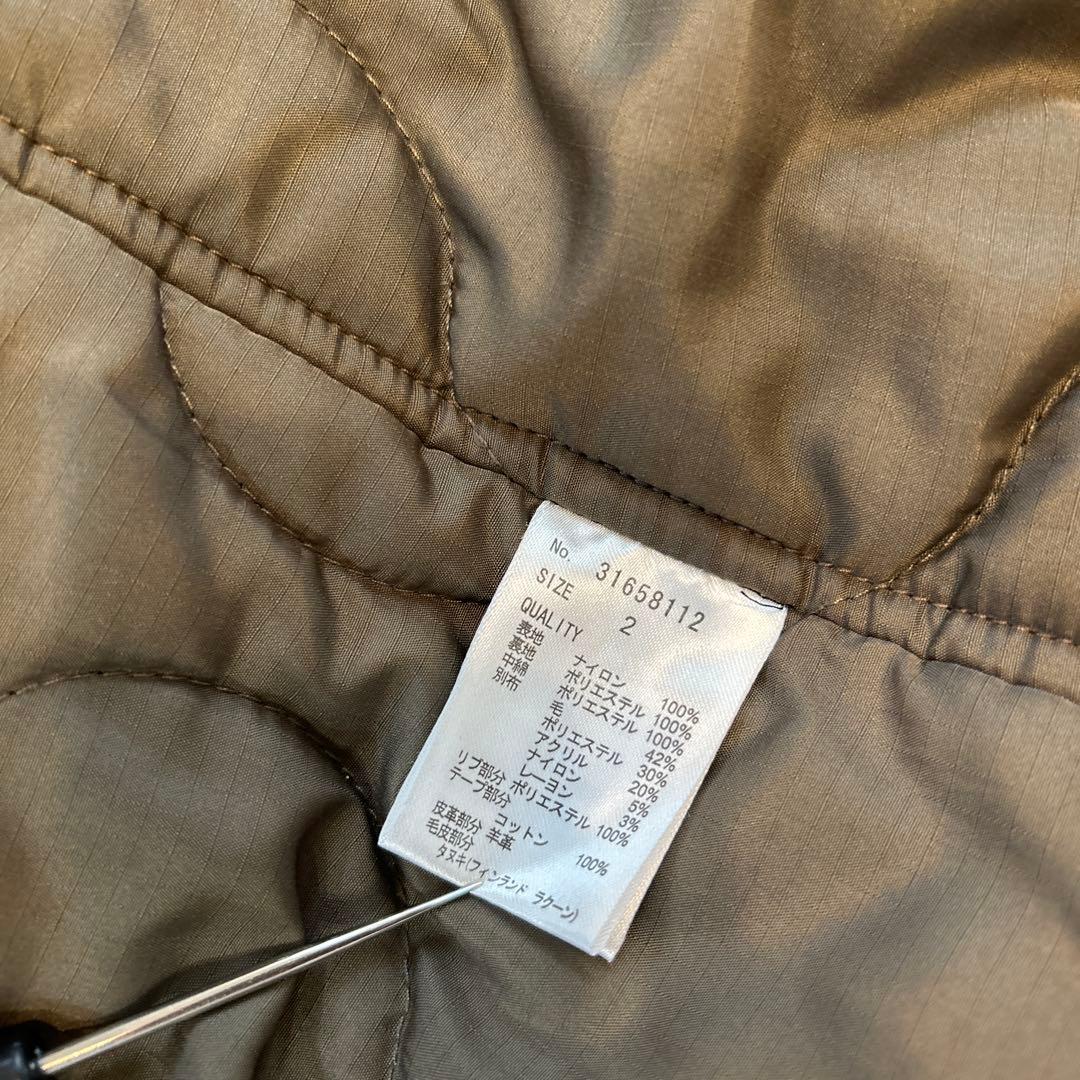 No. 31658112
SIZE 2
QUALITY
表地 ナイロン 100%
裏地 ポリエステル 100%
中綿 ポリエステル 100%
別布 毛 42%
ポリエステル 30%
アクリル 20%
ナイロン 5%
レーヨン 3%
リブ部分 ポリエステル 100%
テープ部分
コットン 100%
皮革部分 羊革
毛皮部分
タヌキ(フィンランド ラクーン)